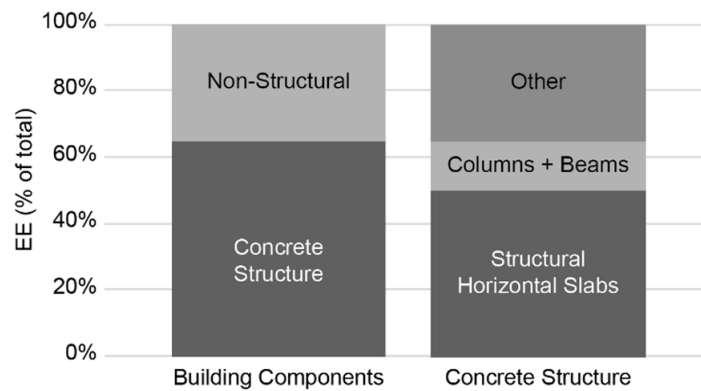 100%
80%
60%
40%
20%
0%
EE (% of total)
Non-Structural
Concrete
Structure
Other
Columns + Beams
Structural
Horizontal Slabs
Building Components
Concrete Structure